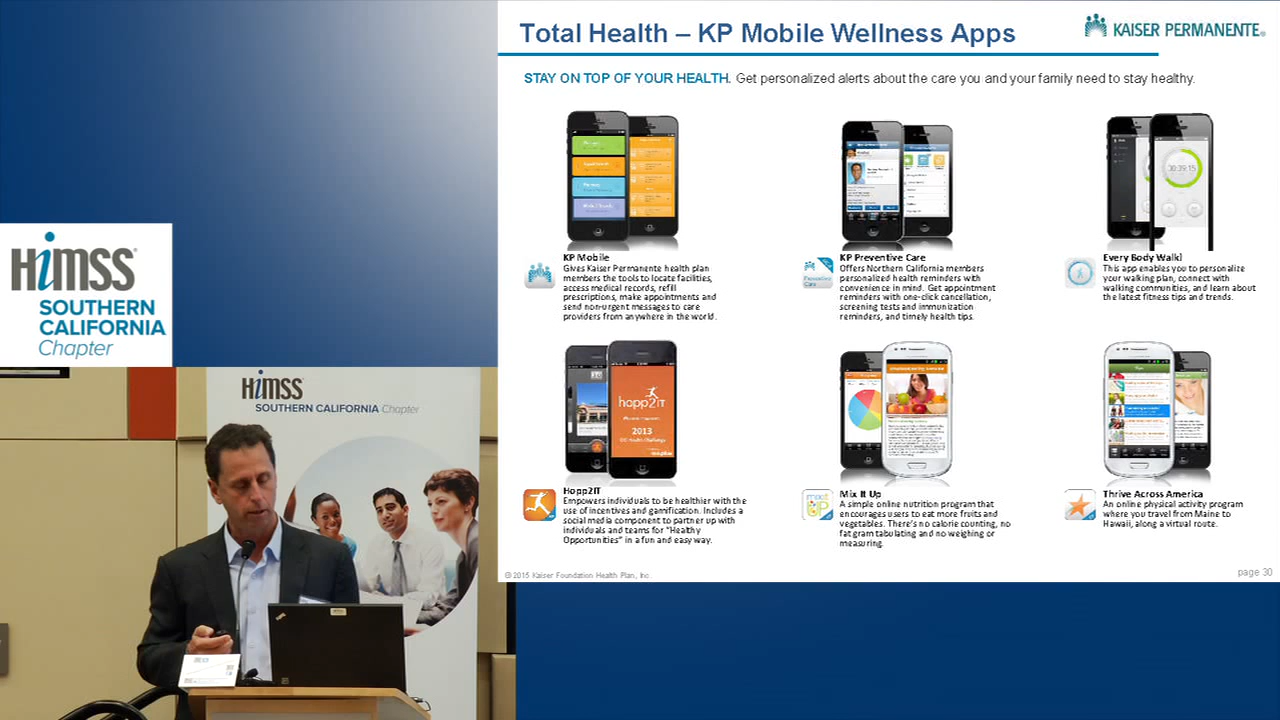 Total Health – KP Mobile Wellness Apps
KAISER PERMANENTE®
STAY ON TOP OF YOUR HEALTH. Get personalized alerts about the care you and your family need to stay healthy.
00:39:15
KP Mobile
Gives Kaiser Permanente health plan
members the tools to locate facilities,
access medical records, refill
prescriptions, make appointments and
send non-urgent messages to care
providers from anywhere in the world.
Preventive
Care
KP Preventive Care
Offers Northern California members
personalized health reminders with
convenience in mind. Get appointment
reminders with one-click cancellation,
screening tests and immunization
reminders, and timely health tips.
Every Body Walk!
This app enables you to personalize
your walking plan, connect with
walking communities, and learn about
the latest fitness tips and trends.
HiMSS®
SOUTHERN
CALIFORNIA
Chapter
hopp2IT
2013
Hopp2IT
Empowers individuals to be healthier with the
use of incentives and gamification. Includes a
social media component to partner up with
individuals and teams for "Healthy
Opportunities" in a fun and easy way.
Mix It Up
A simple online nutrition program that
encourages users to eat more fruits and
vegetables. There's no calorie counting, no
fat gram tabulating and no weighing or
measuring.
Thrive Across America
An online physical activity program
where you travel from Maine to
Hawaii, along a virtual route.
© 2015 Kaiser Foundation Health Plan, Inc.
page 30
HiMSS
SOUTHERN CALIFORNIA Chapter